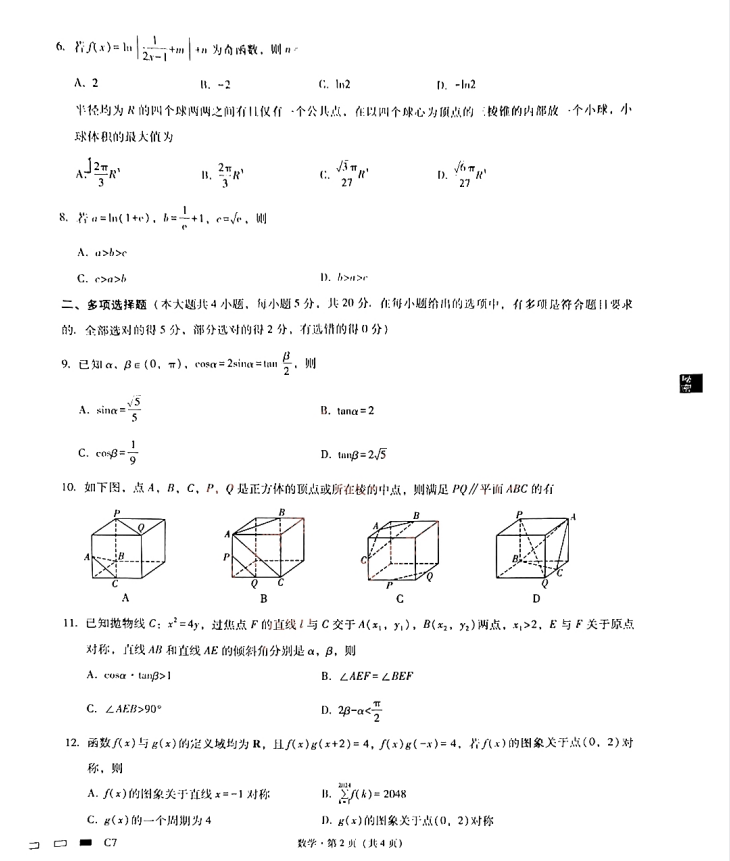 6. 若f(x)=ln|1/(2x-1)+m|+n为奇函数，则n=
A. 2 B. -2 C. ln2 D. -ln2
半径均为R的四个球两两之间有且仅有一个公共点，在以四个球心为顶点的三棱锥的内部放一个小球，小
球体积的最大值为
A. √2π/3 R³ B. 2π/3 R³ C. √3π/27 R³ D. √6π/27 R³
8. 若a=ln(1+e)，b=1/e+1，c=√e，则
A. a>b>c
C. c>a>b D. b>a>c
二、多项选择题（本大题共4小题，每小题5分，共20分. 在每小题给出的选项中，有多项是符合题目要求
的. 全部选对的得5分，部分选对的得2分，有选错的得0分）
9. 已知α，β∈(0，π)，cosα=2sinα=tan β/2，则
A. sinα=√5/5 B. tanα=2
C. cosβ=1/9 D. tanβ=2√5
10. 如下图，点A，B，C，P，Q是正方体的顶点或所在棱的中点，则满足PQ∥平面ABC的有
P Q A B C
B A P Q C
A B C P Q
P A B C Q
A B C D
11. 已知抛物线C：x²=4y，过焦点F的直线l与C交于A(x₁，y₁)，B(x₂，y₂)两点，x₁>2，E与F关于原点
对称，直线AB和直线AE的倾斜角分别是α，β，则
A. cosα·tanβ>1 B. ∠AEF=∠BEF
C. ∠AEB>90° D. 2β-α<π/2
12. 函数f(x)与g(x)的定义域均为R，且f(x)g(x+2)=4，f(x)g(-x)=4，若f(x)的图象关于点(0，2)对
称，则
A. f(x)的图象关于直线x=-1对称 B. ∑f(k)=2048
C. g(x)的一个周期为4 D. g(x)的图象关于点(0，2)对称
C7 数学·第2页（共4页）